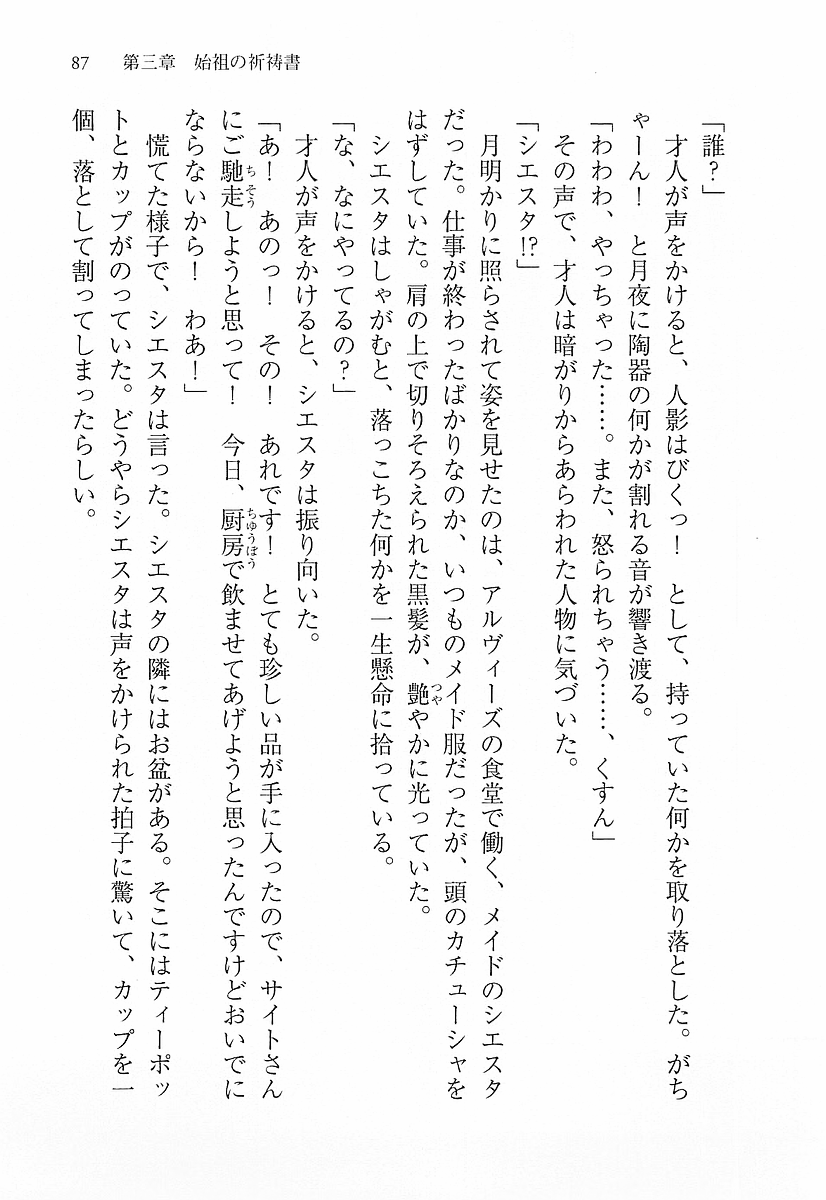 87　第三章　始祖の祈祷書
「誰？」
　才人が声をかけると、人影はびくっ！　として、持っていた何かを取り落とした。がち
ゃーん！　と月夜に陶器の何かが割れる音が響き渡る。
「わわわ、やっちゃった……。また、怒られちゃう……、くすん」
　その声で、才人は暗がりからあらわれた人物に気づいた。
「シエスタ!?」
　月明かりに照らされて姿を見せたのは、アルヴィーズの食堂で働く、メイドのシエスタ
だった。仕事が終わったばかりなのか、いつものメイド服だったが、頭のカチューシャを
はずしていた。肩の上で切りそろえられた黒髪が、艶やかに光っていた。
　シエスタはしゃがむと、落っこちた何かを一生懸命に拾っている。
「な、なにやってるの？」
　才人が声をかけると、シエスタは振り向いた。
「あ！　あのっ！　その！　あれです！　とても珍しい品が手に入ったので、サイトさん
にご馳走しようと思って！　今日、厨房で飲ませてあげようと思ったんですけどおいでに
ならないから！　わあ！」
　慌てた様子で、シエスタは言った。シエスタの隣にはお盆がある。そこにはティーポッ
トとカップがのっていた。どうやらシエスタは声をかけられた拍子に驚いて、カップを一
個、落として割ってしまったらしい。